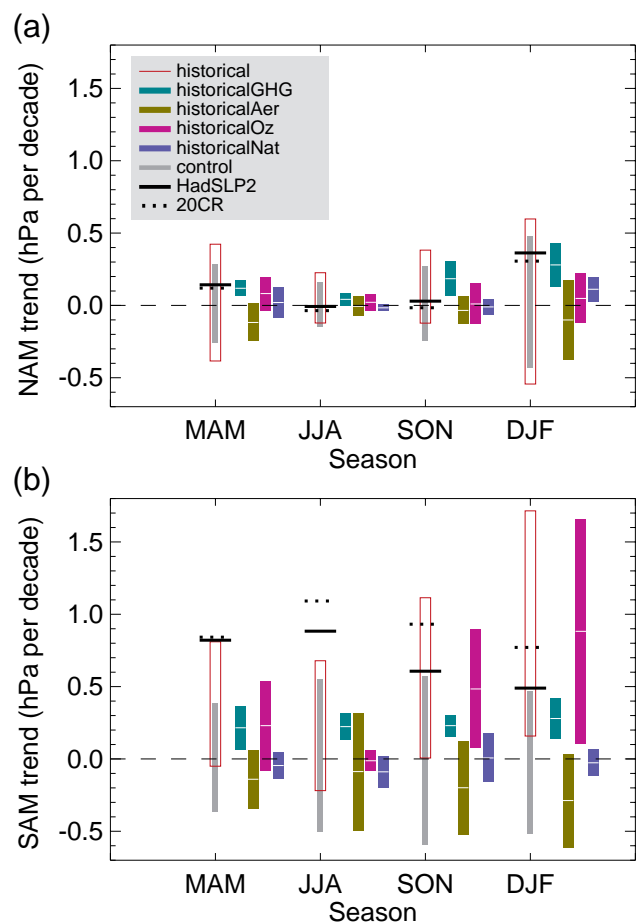 (a)
NAM trend (hPa per decade)
1.5
1.0
0.5
0.0
-0.5
historical
historicalGHG
historicalAer
historicalOz
historicalNat
control
HadSLP2
20CR
MAM JJA SON DJF
Season
(b)
SAM trend (hPa per decade)
1.5
1.0
0.5
0.0
-0.5
MAM JJA SON DJF
Season